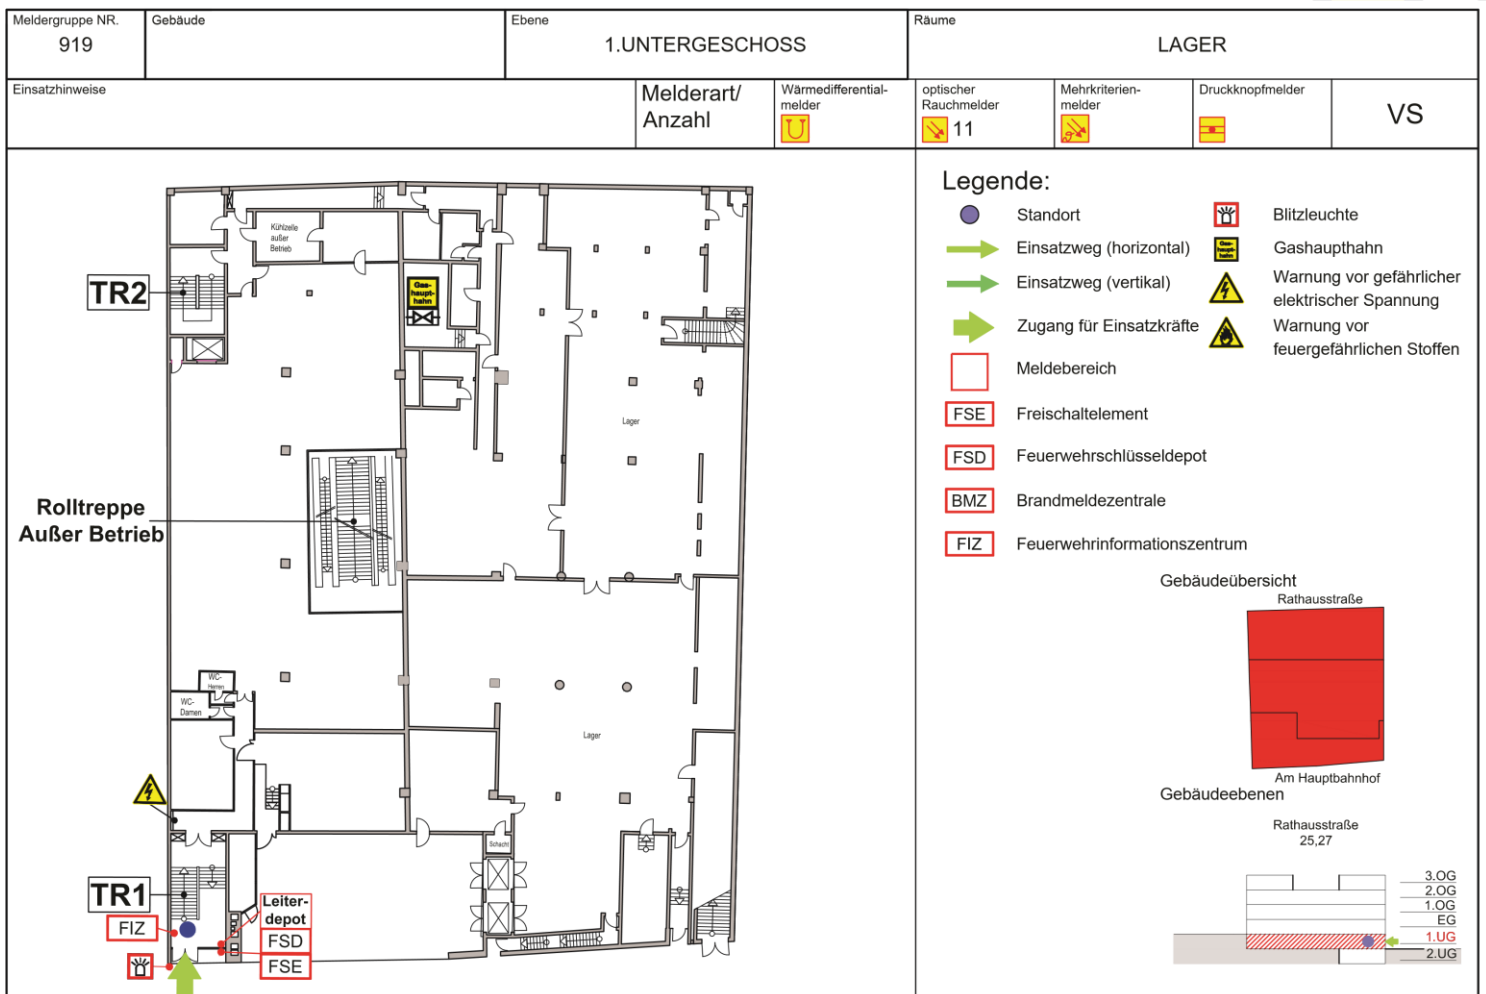 Meldergruppe NR.
919
Gebäude
Ebene
1.UNTERGESCHOSS
Räume
LAGER
Einsatzhinweise
Melderart/
Anzahl
Wärmedifferential-
melder
optischer
Rauchmelder
11
Mehrkriterien-
melder
Druckknopfmelder
VS
Kühlzelle
außer
Betrieb
TR2
Gas-
haupt-
hahn
Lager
Rolltreppe
Außer Betrieb
WC-
Herren
WC-
Damen
Lager
Schacht
TR1
FIZ
Leiter-
depot
FSD
FSE
Legende:
Standort
Einsatzweg (horizontal)
Einsatzweg (vertikal)
Zugang für Einsatzkräfte
Meldebereich
FSE Freischaltelement
FSD Feuerwehrschlüsseldepot
BMZ Brandmeldezentrale
FIZ Feuerwehrinformationszentrum
Blitzleuchte
Gas-
haupt-
hahn
Gashaupthahn
Warnung vor gefährlicher
elektrischer Spannung
Warnung vor
feuergefährlichen Stoffen
Gebäudeübersicht
Rathausstraße
Am Hauptbahnhof
Gebäudeebenen
Rathausstraße
25,27
3.OG
2.OG
1.OG
EG
1.UG
2.UG